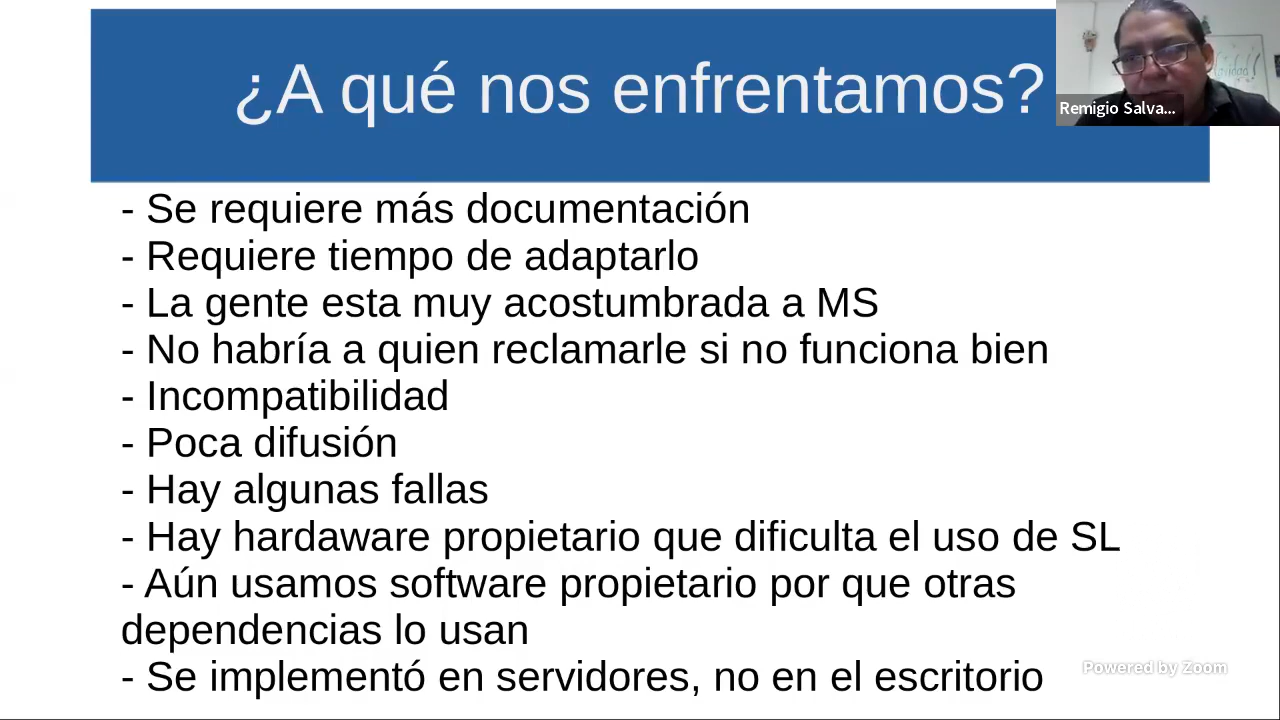 ¿A qué nos enfrentamos?
Remigio Salva...
- Se requiere más documentación
- Requiere tiempo de adaptarlo
- La gente esta muy acostumbrada a MS
- No habría a quien reclamarle si no funciona bien
- Incompatibilidad
- Poca difusión
- Hay algunas fallas
- Hay hardaware propietario que dificulta el uso de SL
- Aún usamos software propietario por que otras
dependencias lo usan
- Se implementó en servidores, no en el escritorio
Powered by Zoom